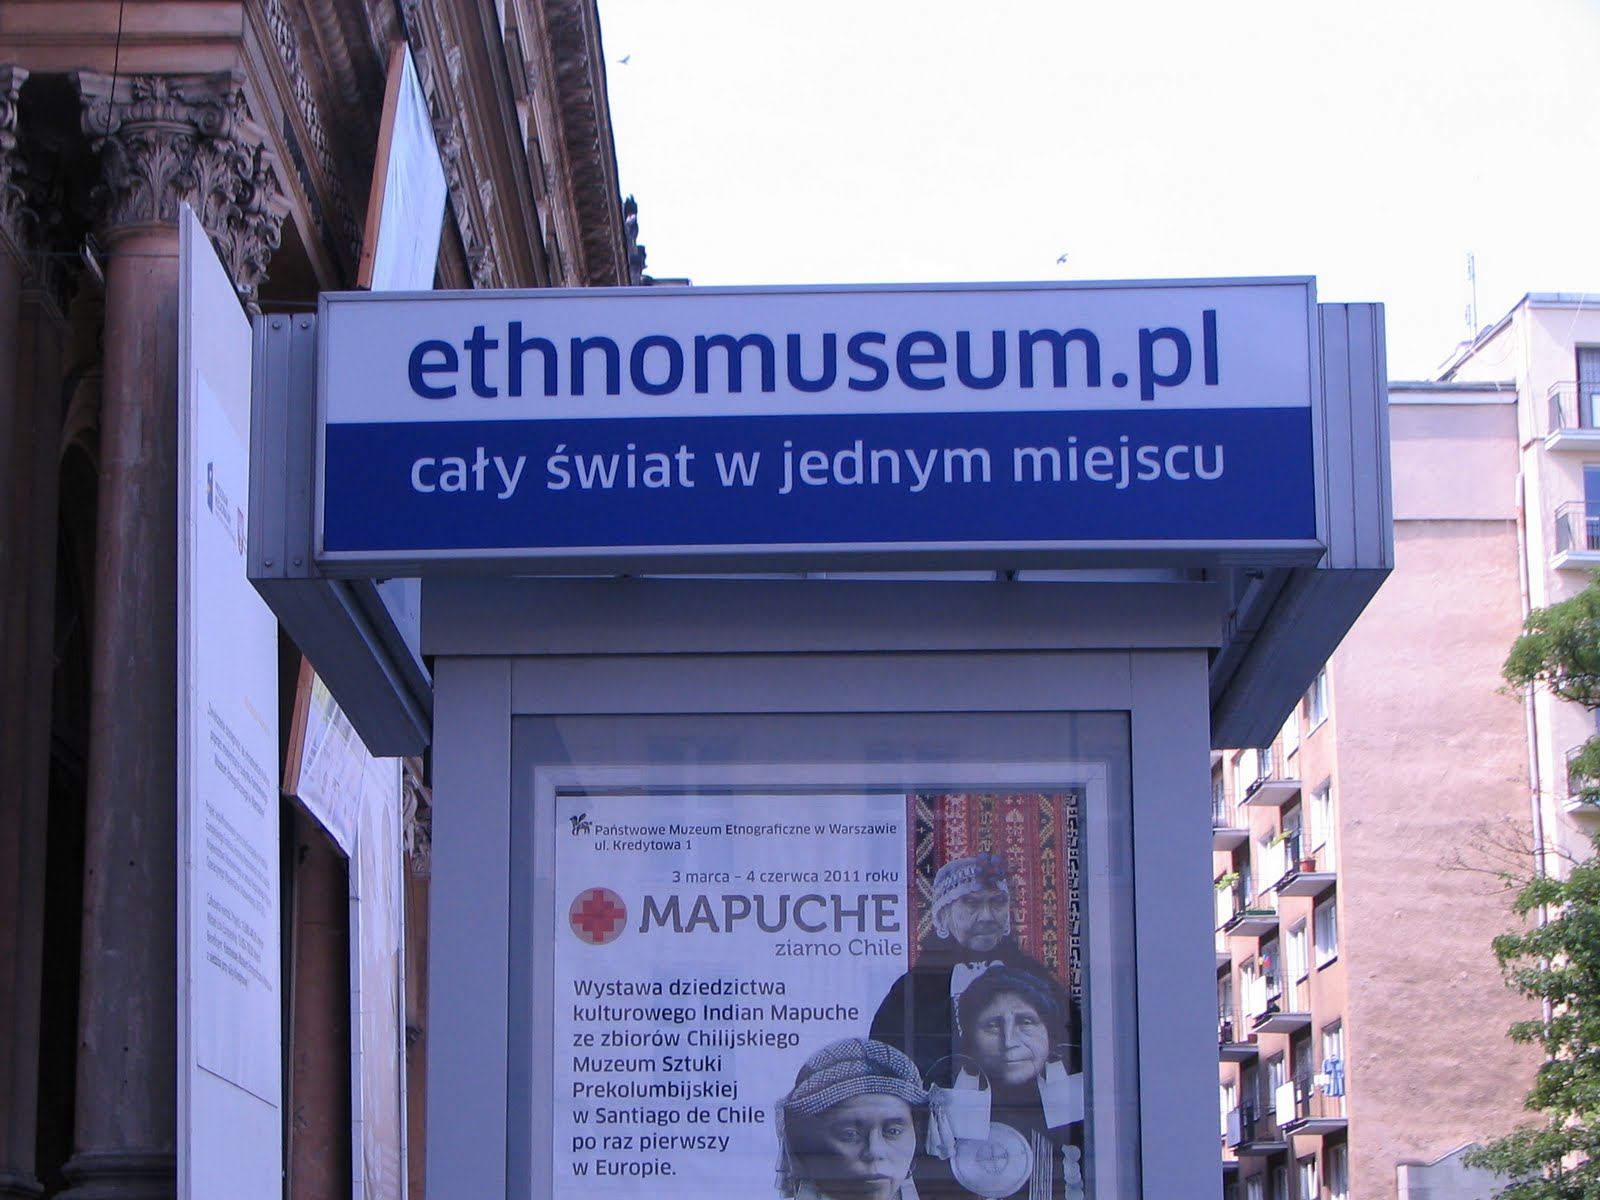 ethnomuseum.pl
cały świat w jednym miejscu
Państwowe Muzeum Etnograficzne w Warszawie
ul. Kredytowa 1
3 marca – 4 czerwca 2011 roku
MAPUCHE
ziarno Chile
Wystawa dziedzictwa
kulturowego Indian Mapuche
ze zbiorów Chilijskiego
Muzeum Sztuki
Prekolumbijskiej
w Santiago de Chile
po raz pierwszy
w Europie.